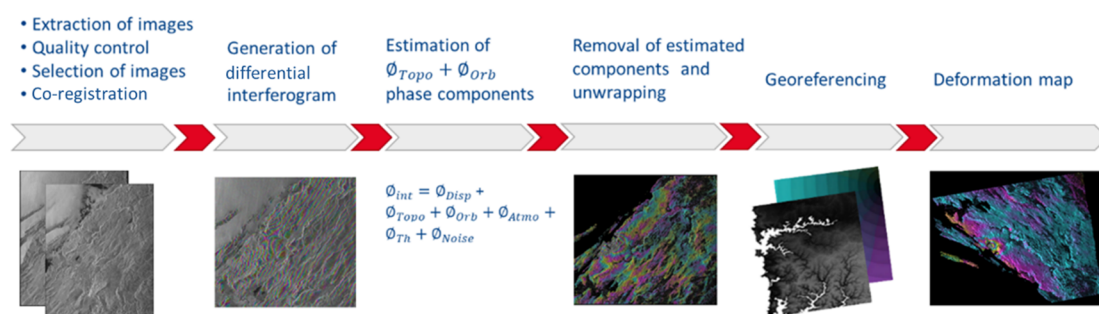 • Extraction of images
• Quality control
• Selection of images
• Co-registration
Generation of
differential
interferogram
Estimation of
∅Topo + ∅Orb
phase components
Removal of estimated
components and
unwrapping
Georeferencing
Deformation map
∅int = ∅Disp +
∅Topo + ∅Orb + ∅Atmo +
∅Th + ∅Noise